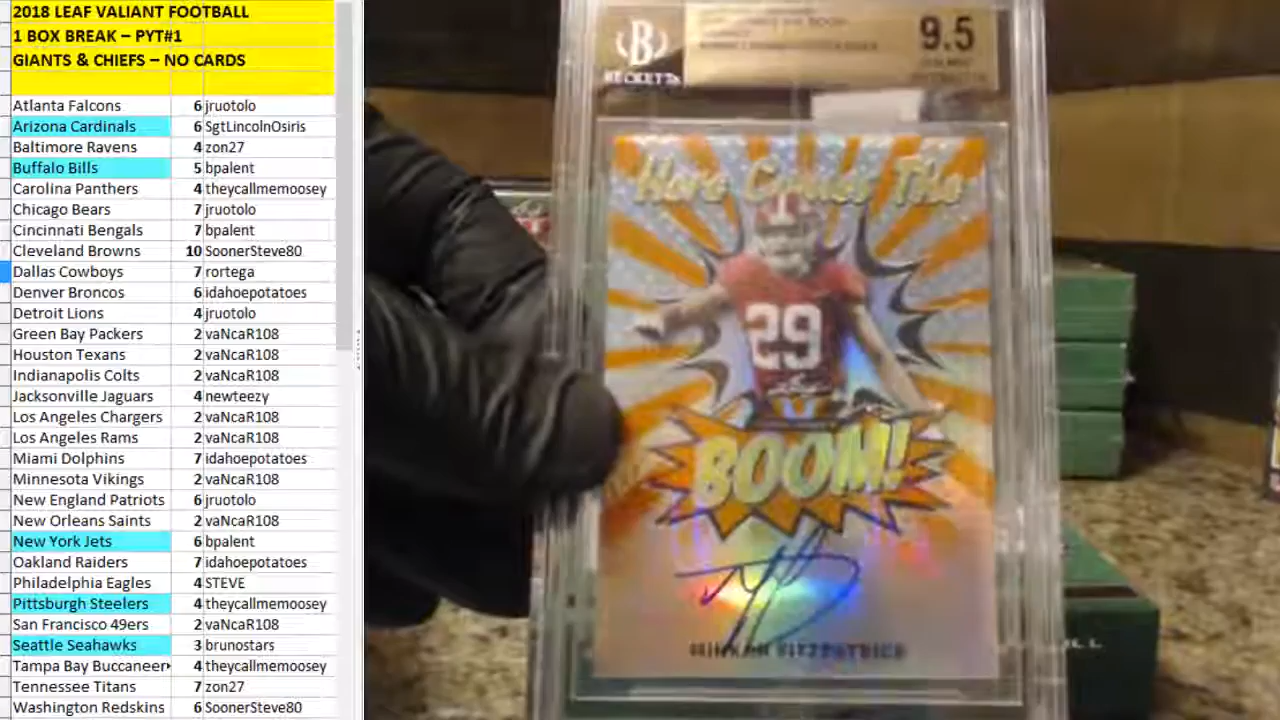 2018 LEAF VALIANT FOOTBALL
1 BOX BREAK – PYT#1
GIANTS & CHIEFS – NO CARDS
Atlanta Falcons 6 jruotolo
Arizona Cardinals 6 SgtLincolnOsiris
Baltimore Ravens 4 zon27
Buffalo Bills 5 bpalent
Carolina Panthers 4 theycallmemoosey
Chicago Bears 7 jruotolo
Cincinnati Bengals 7 bpalent
Cleveland Browns 10 SoonerSteve80
Dallas Cowboys 7 rortega
Denver Broncos 6 idahoepotatoes
Detroit Lions 4 jruotolo
Green Bay Packers 2 vaNcaR108
Houston Texans 2 vaNcaR108
Indianapolis Colts 2 vaNcaR108
Jacksonville Jaguars 4 newteezy
Los Angeles Chargers 2 vaNcaR108
Los Angeles Rams 2 vaNcaR108
Miami Dolphins 7 idahoepotatoes
Minnesota Vikings 2 vaNcaR108
New England Patriots 6 jruotolo
New Orleans Saints 2 vaNcaR108
New York Jets 6 bpalent
Oakland Raiders 7 idahoepotatoes
Philadelphia Eagles 4 STEVE
Pittsburgh Steelers 4 theycallmemoosey
San Francisco 49ers 2 vaNcaR108
Seattle Seahawks 3 brunostars
Tampa Bay Buccaneer 4 theycallmemoosey
Tennessee Titans 7 zon27
Washington Redskins 6 SoonerSteve80
B
BECKETT
9.5
Here Comes The
29
BOOM!
MINKAH FITZPATRICK